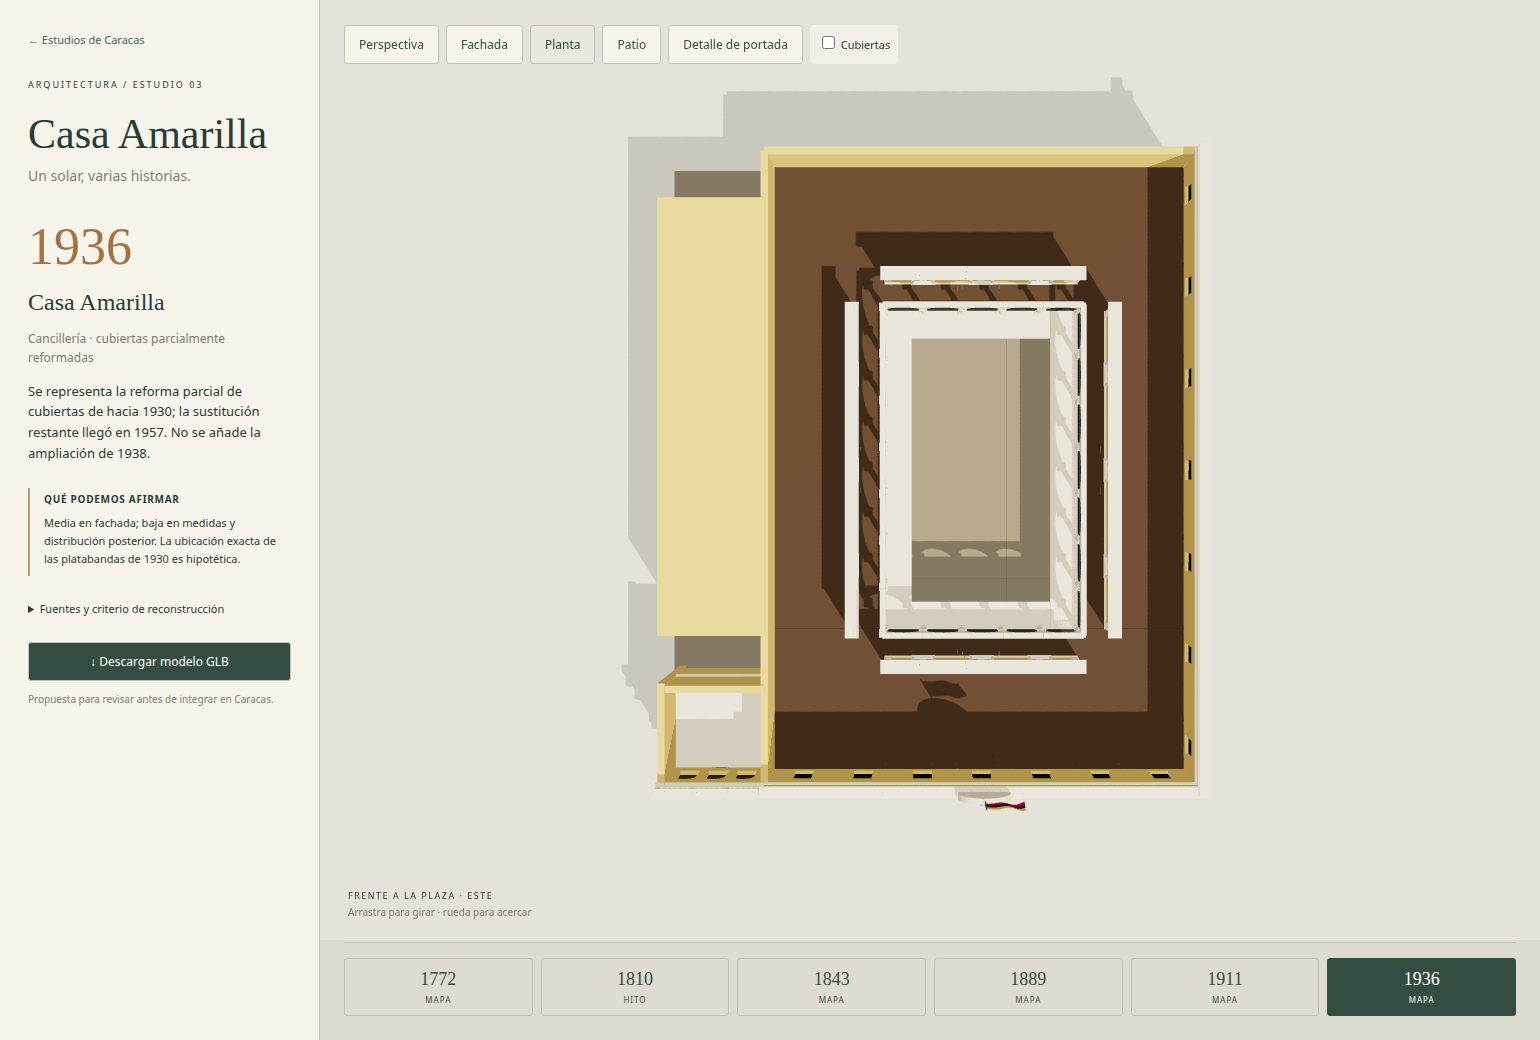 ← Estudios de Caracas
ARQUITECTURA / ESTUDIO 03
Casa Amarilla
Un solar, varias historias.
1936
Casa Amarilla
Cancillería · cubiertas parcialmente
reformadas
Se representa la reforma parcial de
cubiertas de hacia 1930; la sustitución
restante llegó en 1957. No se añade la
ampliación de 1938.
QUÉ PODEMOS AFIRMAR
Media en fachada; baja en medidas y
distribución posterior. La ubicación exacta de
las platabandas de 1930 es hipotética.
▶ Fuentes y criterio de reconstrucción
↓ Descargar modelo GLB
Propuesta para revisar antes de integrar en Caracas.
Perspectiva
Fachada
Planta
Patio
Detalle de portada
Cubiertas
FRENTE A LA PLAZA · ESTE
Arrastra para girar · rueda para acercar
1772
MAPA
1810
HITO
1843
MAPA
1889
MAPA
1911
MAPA
1936
MAPA